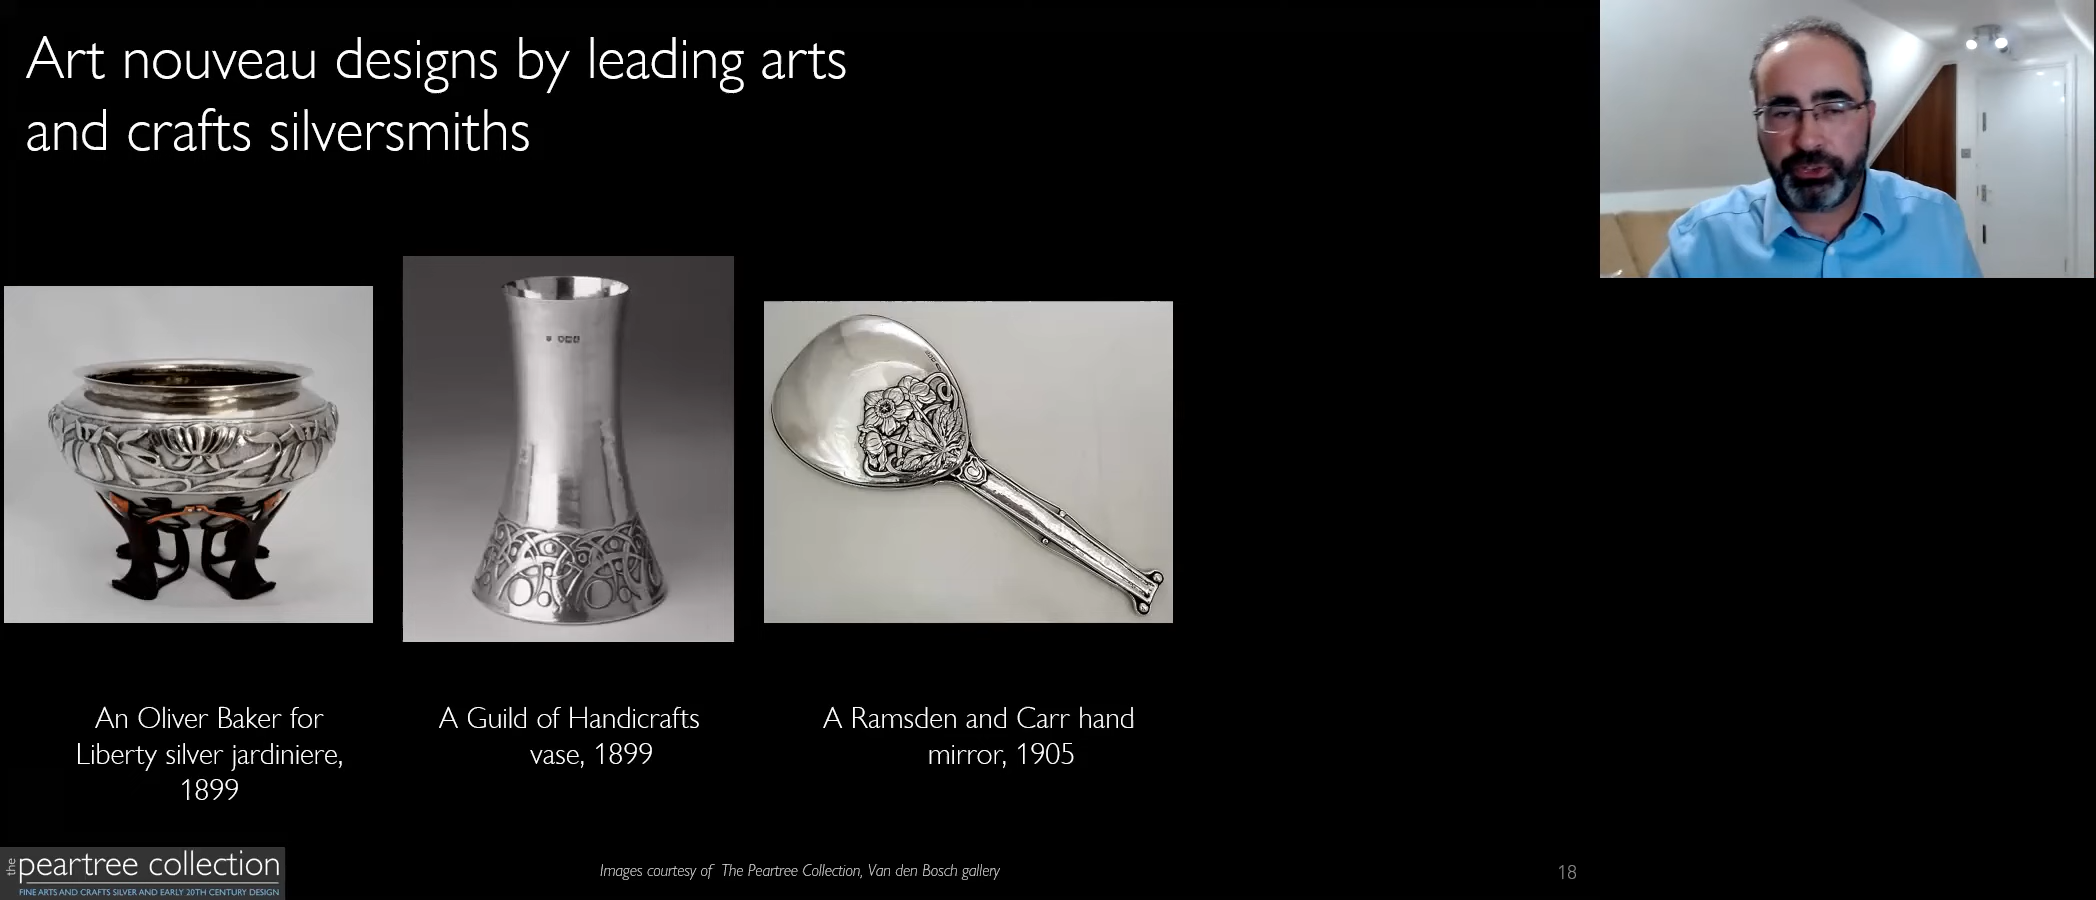 Art nouveau designs by leading arts
and crafts silversmiths
An Oliver Baker for
Liberty silver jardiniere,
1899
A Guild of Handicrafts
vase, 1899
A Ramsden and Carr hand
mirror, 1905
the peartree collection
FINE ARTS AND CRAFTS SILVER AND EARLY 20TH CENTURY DESIGN
Images courtesy of The Peartree Collection, Van den Bosch gallery
18